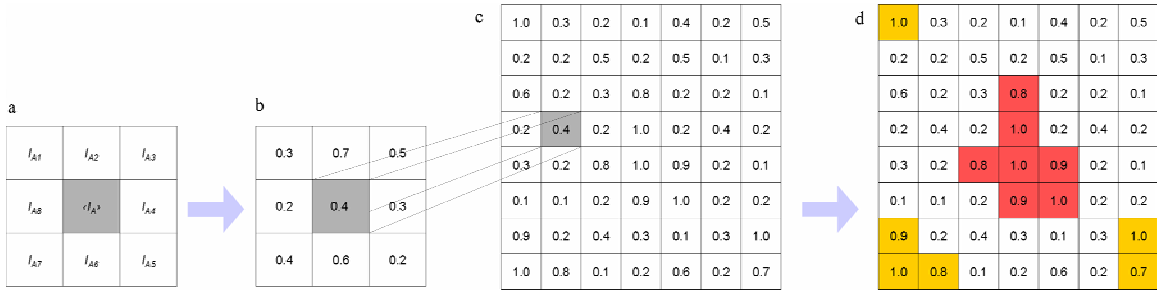 a
I_A1 I_A2 I_A3
I_A8 ‹I_A› I_A4
I_A7 I_A6 I_A5
b
0.3 0.7 0.5
0.2 0.4 0.3
0.4 0.6 0.2
c
1.0 0.3 0.2 0.1 0.4 0.2 0.5
0.2 0.2 0.5 0.2 0.5 0.1 0.3
0.6 0.2 0.3 0.8 0.2 0.2 0.1
0.2 0.4 0.2 1.0 0.2 0.4 0.2
0.3 0.2 0.8 1.0 0.9 0.2 0.1
0.1 0.1 0.2 0.9 1.0 0.2 0.2
0.9 0.2 0.4 0.3 0.1 0.3 1.0
1.0 0.8 0.1 0.2 0.6 0.2 0.7
d
1.0 0.3 0.2 0.1 0.4 0.2 0.5
0.2 0.2 0.5 0.2 0.5 0.1 0.3
0.6 0.2 0.3 0.8 0.2 0.2 0.1
0.2 0.4 0.2 1.0 0.2 0.4 0.2
0.3 0.2 0.8 1.0 0.9 0.2 0.1
0.1 0.1 0.2 0.9 1.0 0.2 0.2
0.9 0.2 0.4 0.3 0.1 0.3 1.0
1.0 0.8 0.1 0.2 0.6 0.2 0.7